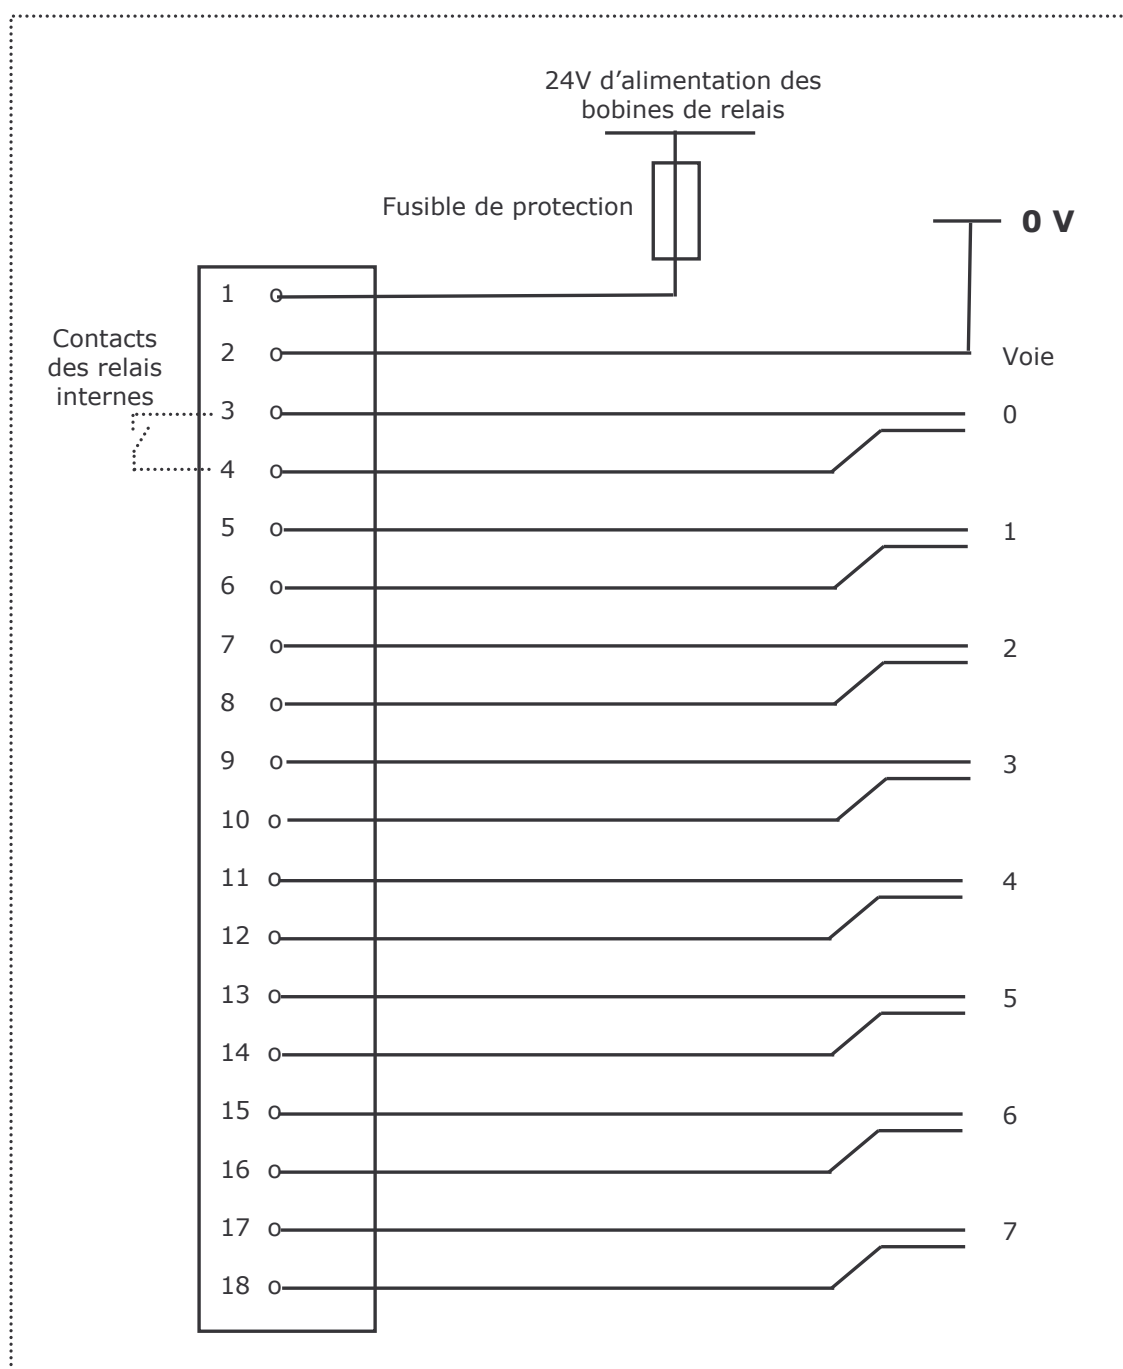 24V d’alimentation des
bobines de relais
Fusible de protection
0 V
1 o
Contacts
des relais
internes
2 o
Voie
3 o
0
4 o
5 o
1
6 o
7 o
2
8 o
9 o
3
10 o
11 o
4
12 o
13 o
5
14 o
15 o
6
16 o
17 o
7
18 o